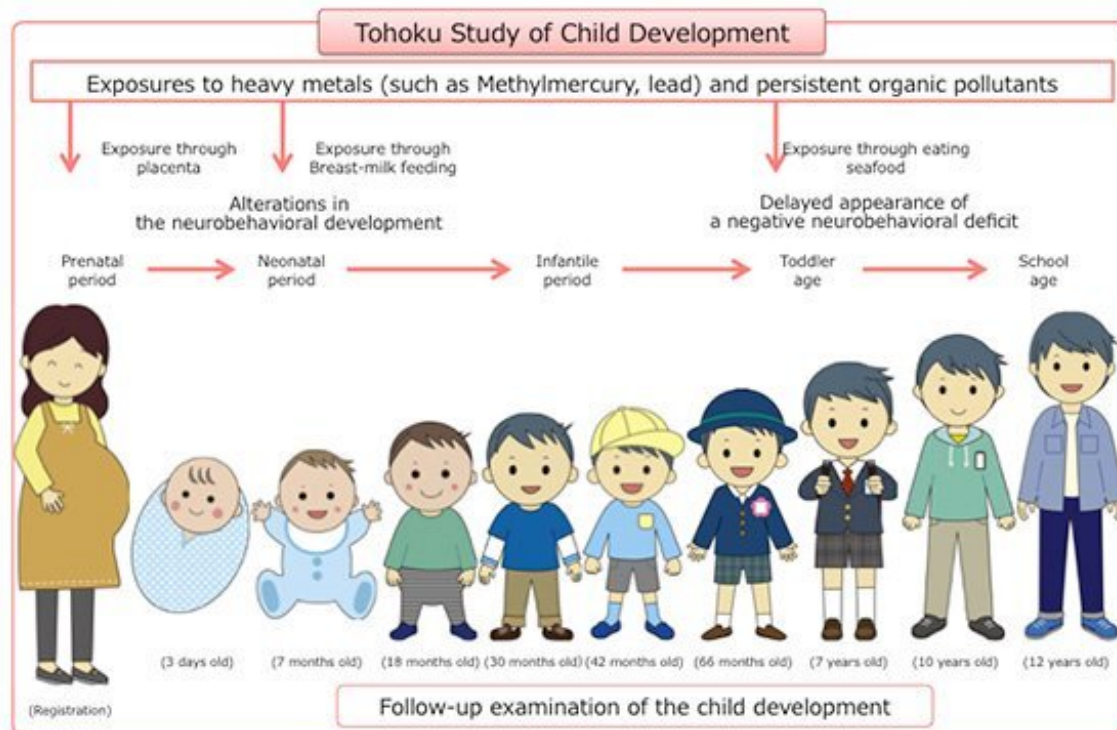 Tohoku Study of Child Development
Exposures to heavy metals (such as Methylmercury, lead) and persistent organic pollutants
Exposure through
placenta
Exposure through
Breast-milk feeding
Exposure through eating
seafood
Alterations in
the neurobehavioral development
Delayed appearance of
a negative neurobehavioral deficit
Prenatal
period
Neonatal
period
Infantile
period
Toddler
age
School
age
(Registration)
(3 days old)
(7 months old)
(18 months old)
(30 months old)
(42 months old)
(66 months old)
(7 years old)
(10 years old)
(12 years old)
Follow-up examination of the child development